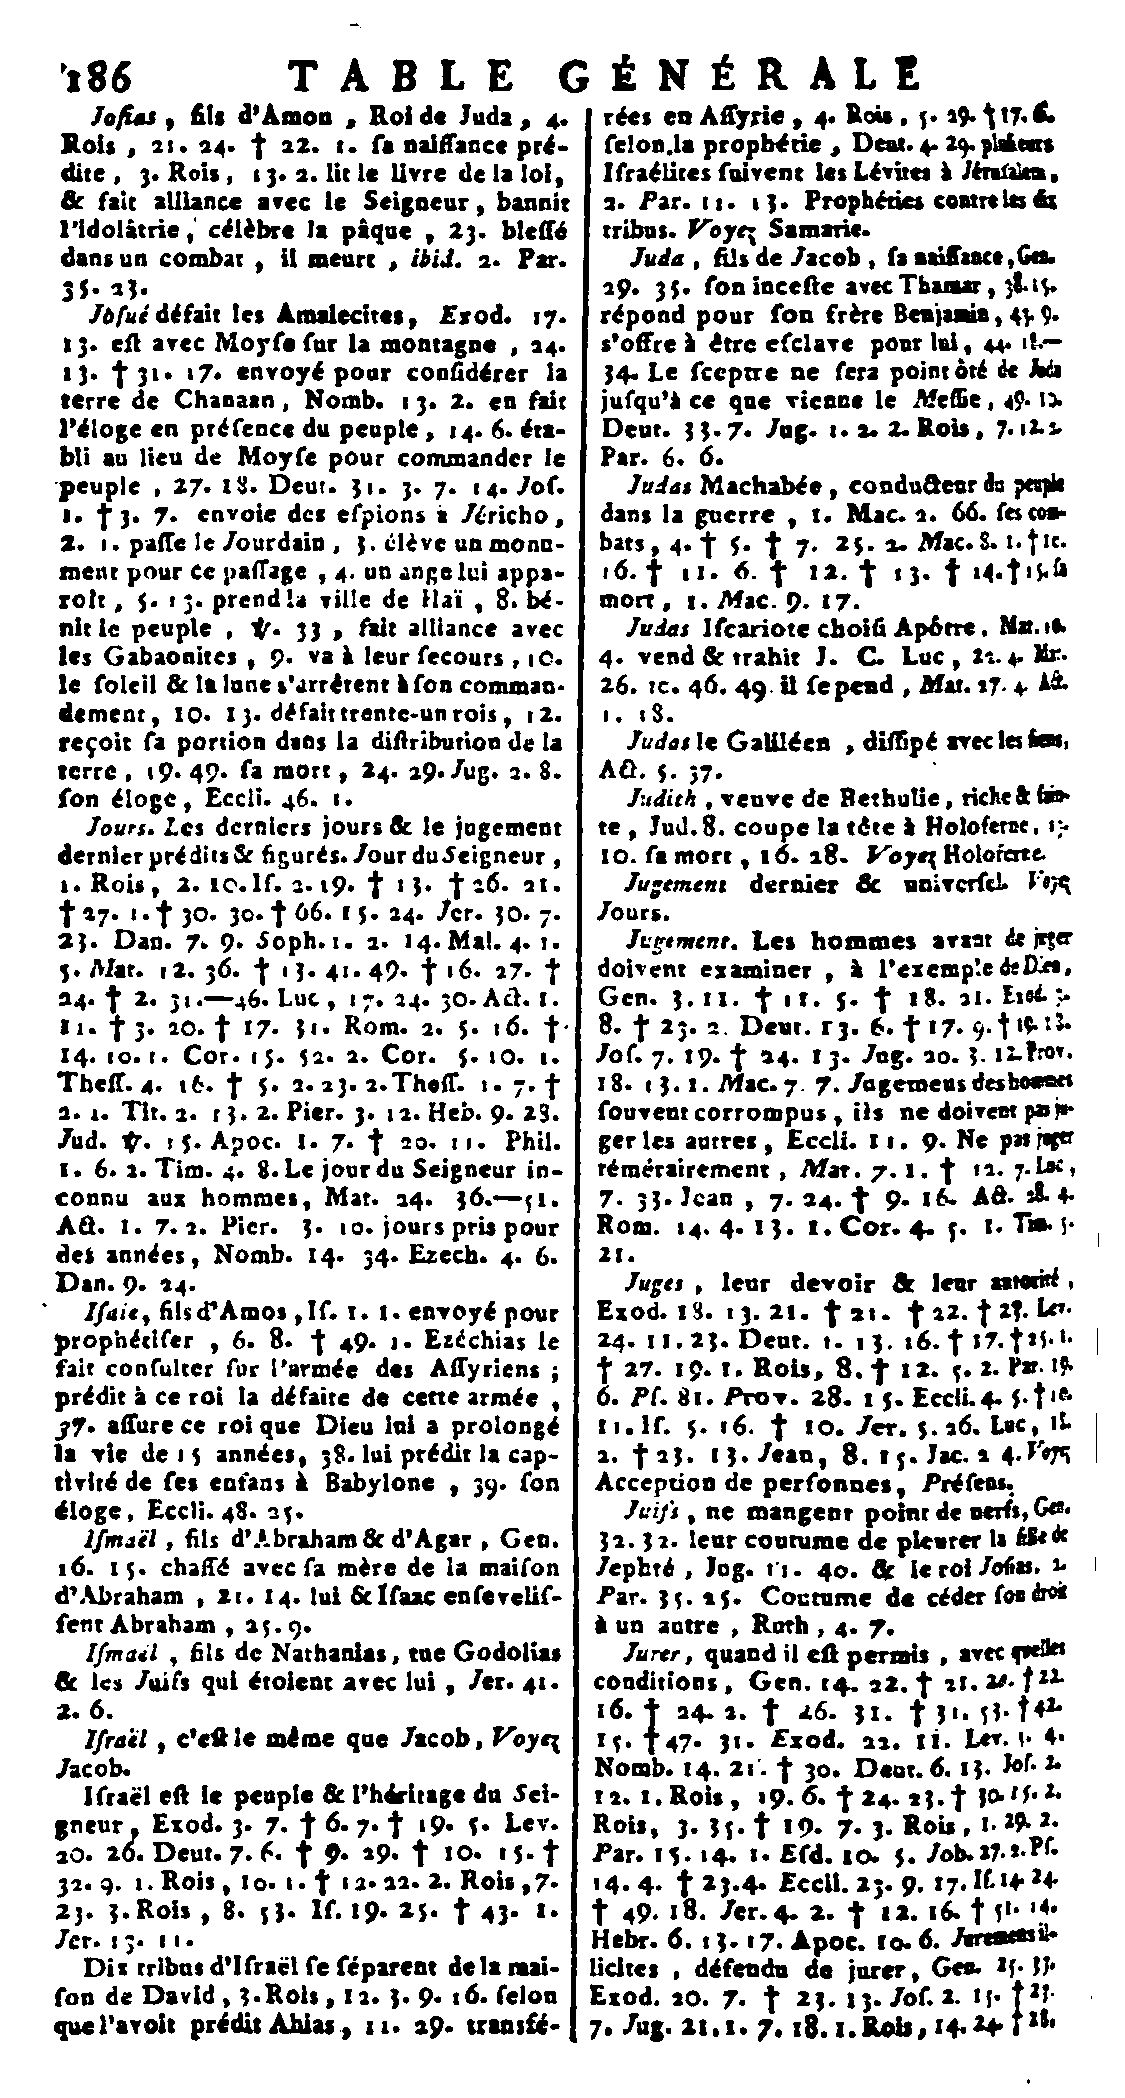 186 TABLE GÉNÉRALE
Joſias, fils d'Amon, Roi de Juda, 4.
Rois, 21. 24. † 22. 1. ſa naiſſance pré-
dite, 3. Rois, 13. 2. lit le livre de la loi,
& fait alliance avec le Seigneur, bannit
l'idolâtrie, célèbre la pâque, 23. bleſſé
dans un combat, il meurt, ibid. 2. Par.
35. 23.
Joſué défait les Amalecites, Exod. 17.
13. eſt avec Moyſe ſur la montagne, 24.
13. † 31. 17. envoyé pour conſidérer la
terre de Chanaan, Nomb. 13. 2. en fait
l'éloge en préſence du peuple, 14. 6. éta-
bli au lieu de Moyſe pour commander le
peuple, 27. 18. Deut. 31. 3. 7. 14. Joſ.
1. † 3. 7. envoie des eſpions à Jéricho,
2. 1. paſſe le Jourdain, 3. élève un monu-
ment pour ce paſſage, 4. un ange lui appa-
roît, 5. 13. prend la ville de Haï, 8. bé-
nit le peuple, ℣. 33, fait alliance avec
les Gabaonites, 9. va à leur ſecours, 10.
le ſoleil & la lune s'arrêtent à ſon comman-
dement, 10. 13. défait trente-un rois, 12.
reçoit ſa portion dans la diſtribution de la
terre, 19. 49. ſa mort, 24. 29. Jug. 2. 8.
ſon éloge, Eccli. 46. 1.
Jours. Les derniers jours & le jugement
dernier prédits & figurés. Jour du Seigneur,
1. Rois, 2. 10. Iſ. 2. 19. † 13. † 26. 21.
† 27. 1. † 30. 30. † 66. 15. 24. Jer. 30. 7.
23. Dan. 7. 9. Soph. 1. 2. 14. Mal. 4. 1.
5. Mat. 12. 36. † 13. 41. 49. † 16. 27. †
24. † 2. 31.—46. Luc, 17. 24. 30. Act. 1.
11. † 3. 20. † 17. 31. Rom. 2. 5. 16. †
14. 10. 1. Cor. 15. 52. 2. Cor. 5. 10. 1.
Theſſ. 4. 16. † 5. 2. 23. 2. Theſſ. 1. 7. †
2. 1. Tit. 2. 13. 2. Pier. 3. 12. Heb. 9. 28.
Jud. ℣. 15. Apoc. 1. 7. † 20. 11. Phil.
1. 6. 2. Tim. 4. 8. Le jour du Seigneur in-
connu aux hommes, Mat. 24. 36.—51.
Act. 1. 7. 2. Pier. 3. 10. jours pris pour
des années, Nomb. 14. 34. Ezech. 4. 6.
Dan. 9. 24.
Iſaie, fils d'Amos, Iſ. 1. 1. envoyé pour
prophétiſer, 6. 8. † 49. 1. Ezéchias le
fait conſulter ſur l'armée des Aſſyriens;
prédit à ce roi la défaite de cette armée,
37. aſſure ce roi que Dieu lui a prolongé
la vie de 15 années, 38. lui prédit la cap-
tivité de ſes enfans à Babylone, 39. ſon
éloge, Eccli. 48. 25.
Iſmaël, fils d'Abraham & d'Agar, Gen.
16. 15. chaſſé avec ſa mère de la maiſon
d'Abraham, 21. 14. lui & Iſaac enſeveliſ-
ſent Abraham, 25. 9.
Iſmaël, fils de Nathanias, tue Godolias
& les Juifs qui étoient avec lui, Jer. 41.
2. 6.
Iſraël, c'eſt le même que Jacob, Voyez
Jacob.
Iſraël eſt le peuple & l'héritage du Sei-
gneur, Exod. 3. 7. † 6. 7. † 19. 5. Lev.
20. 26. Deut. 7. 6. † 9. 29. † 10. 15. †
32. 9. 1. Rois, 10. 1. † 12. 22. 2. Rois, 7.
23. 3. Rois, 8. 53. Iſ. 19. 25. † 43. 1.
Jer. 13. 11.
Dix tribus d'Iſraël ſe ſéparent de la mai-
ſon de David, 3. Rois, 12. 3. 9. 16. ſelon
que l'avoit prédit Ahias, 11. 29. transfé-
rées en Aſſyrie, 4. Rois, 5. 29. † 17. 6.
ſelon la prophétie, Deut. 4. 29. pluſieurs
Iſraélites ſuivent les Lévites à Jéruſalem,
2. Par. 11. 13. Prophéties contre les dix
tribus. Voyez Samarie.
Juda, fils de Jacob, ſa naiſſance, Gen.
29. 35. ſon inceſte avec Thamar, 38. 15.
répond pour ſon frère Benjamin, 43. 9.
s'offre à être eſclave pour lui, 44. 18.—
34. Le ſceptre ne ſera point ôté de Juda
juſqu'à ce que vienne le Meſſie, 49. 10.
Deut. 33. 7. Jug. 1. 2. 2. Rois, 7. 12. 2.
Par. 6. 6.
Judas Machabée, conducteur du peuple
dans la guerre, 1. Mac. 2. 66. ſes com-
bats, 4. † 5. † 7. 25. 2. Mac. 8. 1. † 10.
16. † 11. 6. † 12. † 13. † 14. † 15. ſa
mort, 1. Mac. 9. 17.
Judas Iſcariote choiſi Apôtre, Mat. 10.
4. vend & trahit J. C. Luc, 22. 4. Mr.
26. 10. 46. 49. il ſe pend, Mat. 27. 4. Act.
1. 18.
Judas le Galiléen, diſſipé avec les ſiens,
Act. 5. 37.
Judith, veuve de Bethulie, riche & ſain-
te, Jud. 8. coupe la tête à Holoferne, 13.
10. ſa mort, 16. 28. Voyez Holoferne.
Jugement dernier & univerſel. Voyez
Jours.
Jugement. Les hommes avant de juger
doivent examiner, à l'exemple de Dieu,
Gen. 3. 11. † 11. 5. † 18. 21. Exod. 3.
8. † 23. 2. Deut. 13. 6. † 17. 9. † 19. 18.
Joſ. 7. 19. † 24. 13. Jug. 20. 3. 12. Prov.
18. 13. 1. Mac. 7. 7. Jugemens des hommes
ſouvent corrompus, ils ne doivent pas ju-
ger les autres, Eccli. 11. 9. Ne pas juger
témérairement, Mat. 7. 1. † 12. 7. Luc,
7. 33. Jean, 7. 24. † 9. 16. Act. 28. 4.
Rom. 14. 4. 13. 1. Cor. 4. 5. 1. Tim. 5.
21.
Juges, leur devoir & leur autorité,
Exod. 18. 13. 21. † 21. † 22. † 23. Lev.
24. 11. 23. Deut. 1. 13. 16. † 17. † 25. 1.
† 27. 19. 1. Rois, 8. † 12. 5. 2. Par. 19.
6. Pſ. 81. Prov. 28. 15. Eccli. 4. 5. † 10.
11. Iſ. 5. 16. † 10. Jer. 5. 26. Luc, 18.
2. † 23. 13. Jean, 8. 15. Jac. 2 4. Voyez
Acception de perſonnes, Préſens.
Juifs, ne mangent point de nerfs, Gen.
32. 32. leur coutume de pleurer la fille de
Jephté, Jug. 11. 40. & le roi Joſias. 2.
Par. 35. 25. Coutume de céder ſon droit
à un autre, Ruth, 4. 7.
Jurer, quand il eſt permis, avec quelles
conditions, Gen. 14. 22. † 21. 20. † 22.
16. † 24. 2. † 26. 31. † 31. 53. † 42.
15. † 47. 31. Exod. 22. 11. Lev. 5. 4.
Nomb. 14. 21. † 30. Deut. 6. 13. Joſ. 2.
12. 1. Rois, 19. 6. † 24. 23. † 30. 15. 2.
Rois, 3. 35. † 19. 7. 3. Rois, 1. 29. 2.
Par. 15. 14. 1. Eſd. 10. 5. Job. 27. 2. Pſ.
14. 4. † 23. 4. Eccli. 23. 9. 17. Iſ. 14. 24.
† 49. 18. Jer. 4. 2. † 12. 16. † 51. 14.
Hebr. 6. 13. 17. Apoc. 10. 6. Juremens il-
licites, défendu de jurer, Gen. 25. 33.
Exod. 20. 7. † 23. 13. Joſ. 2. 15. † 23.
7. Jug. 21. 1. 7. 18. 1. Rois, 14. 24. † 28.